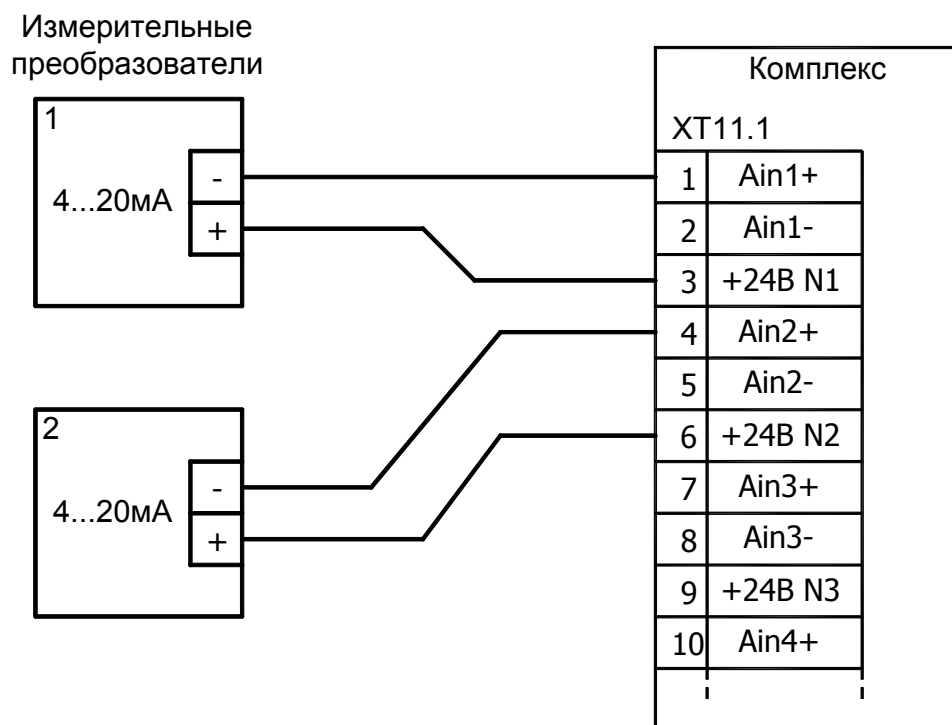 Измерительные
преобразователи
1
4...20мА
-
+
2
4...20мА
-
+
Комплекс
XT11.1
1 Ain1+
2 Ain1-
3 +24В N1
4 Ain2+
5 Ain2-
6 +24В N2
7 Ain3+
8 Ain3-
9 +24В N3
10 Ain4+